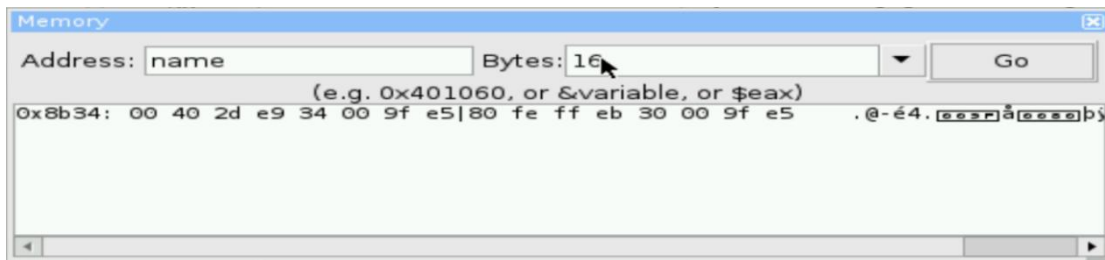 Memory
Address: name Bytes: 16 Go
(e.g. 0x401060, or &variable, or $eax)
0x8b34: 00 40 2d e9 34 00 9f e5|80 fe ff eb 30 00 9f e5 .@-é4.å þÿ